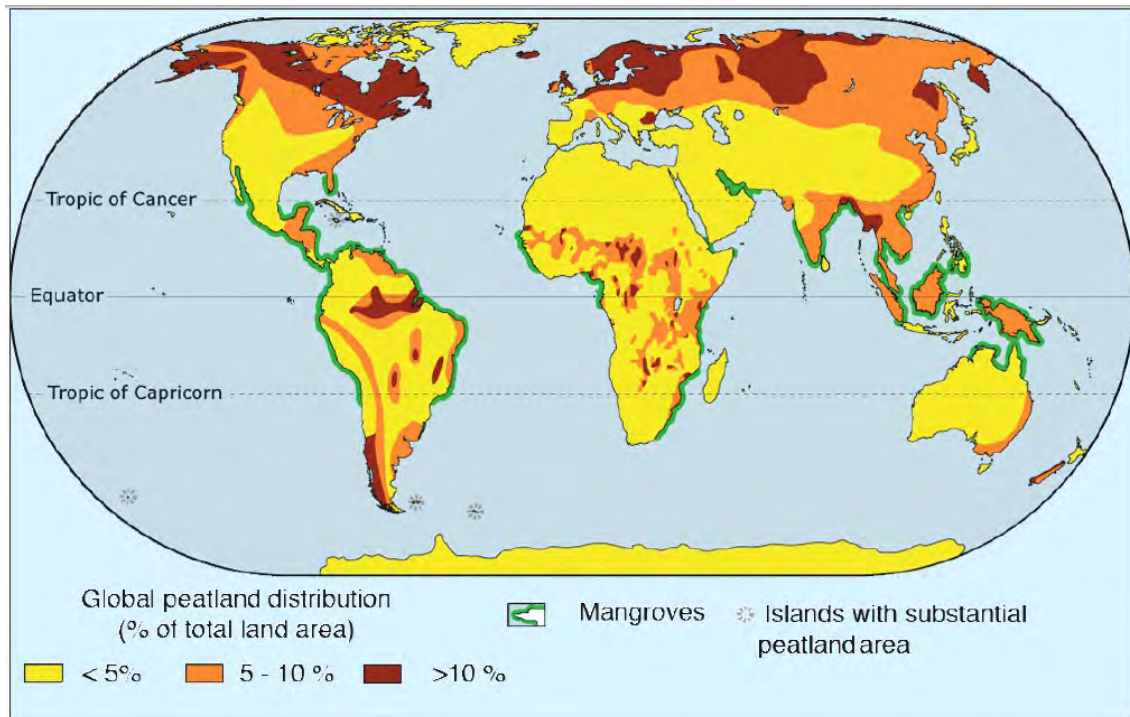 Tropic of Cancer
Equator
Tropic of Capricorn
Global peatland distribution
(% of total land area)
Mangroves
Islands with substantial
peatland area
< 5%
5 - 10 %
>10 %